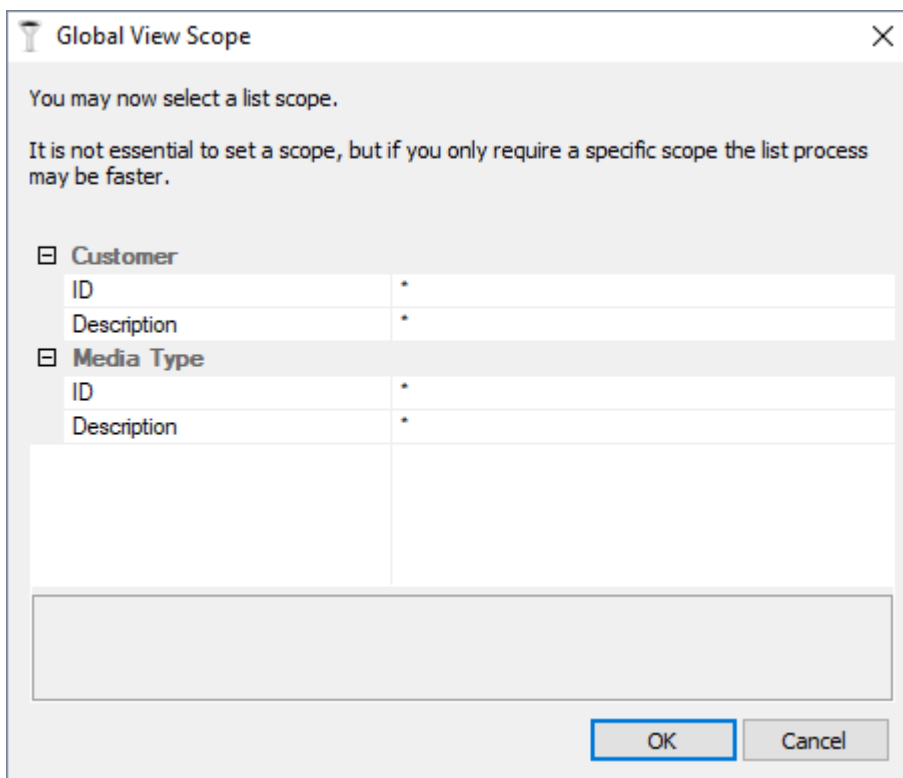 Global View Scope
You may now select a list scope.
It is not essential to set a scope, but if you only require a specific scope the list process
may be faster.
Customer
ID *
Description *
Media Type
ID *
Description *
OK Cancel